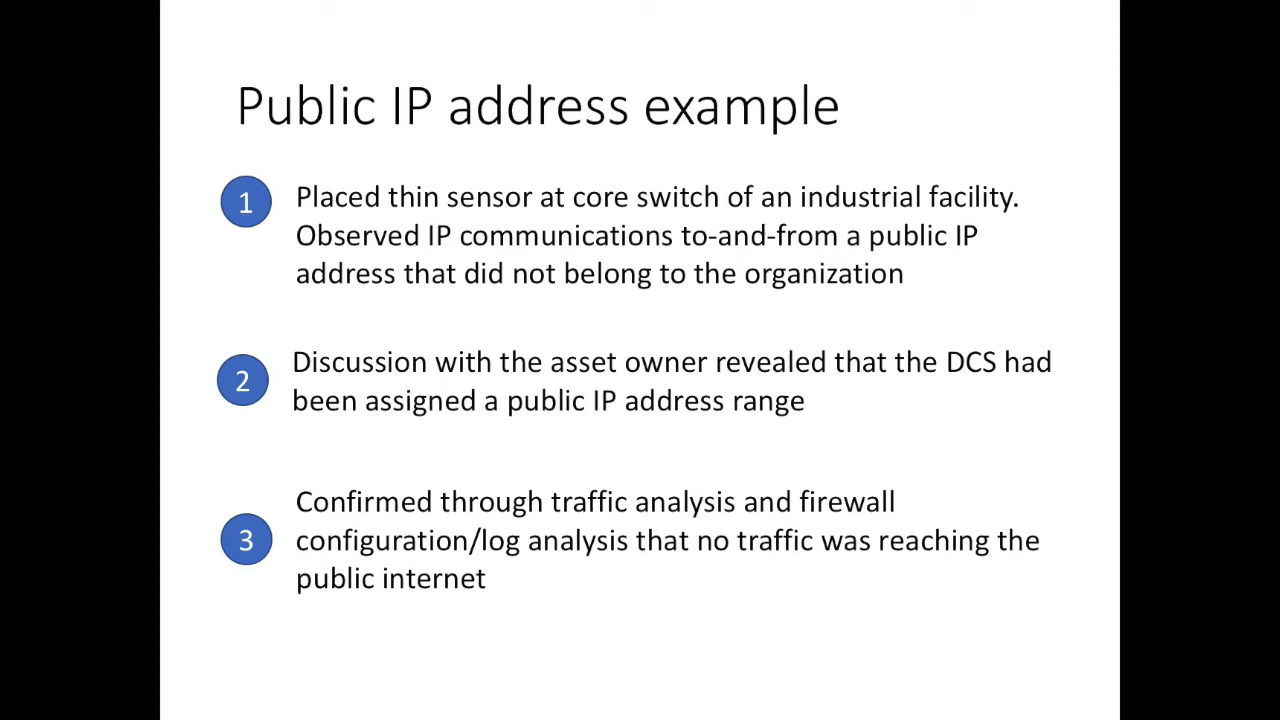 Public IP address example
1
Placed thin sensor at core switch of an industrial facility.
Observed IP communications to-and-from a public IP
address that did not belong to the organization
2
Discussion with the asset owner revealed that the DCS had
been assigned a public IP address range
3
Confirmed through traffic analysis and firewall
configuration/log analysis that no traffic was reaching the
public internet